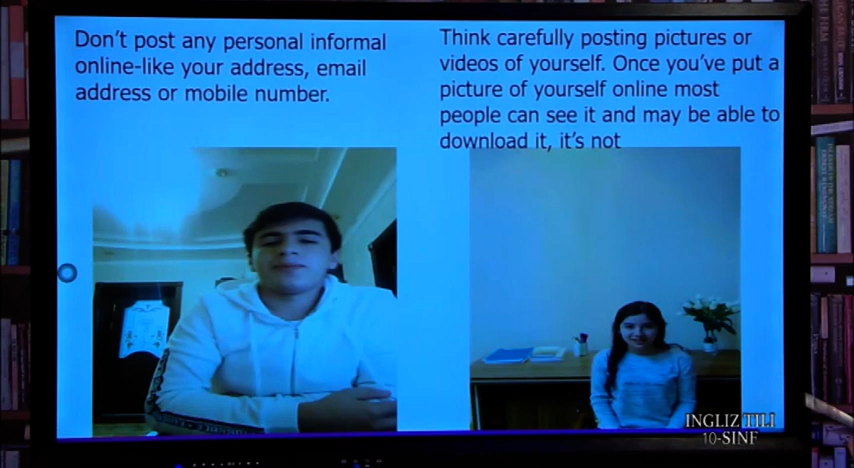 Don't post any personal informal
online-like your address, email
address or mobile number.
Think carefully posting pictures or
videos of yourself. Once you've put a
picture of yourself online most
people can see it and may be able to
download it, it's not
INGLIZ TILI
10-SINF